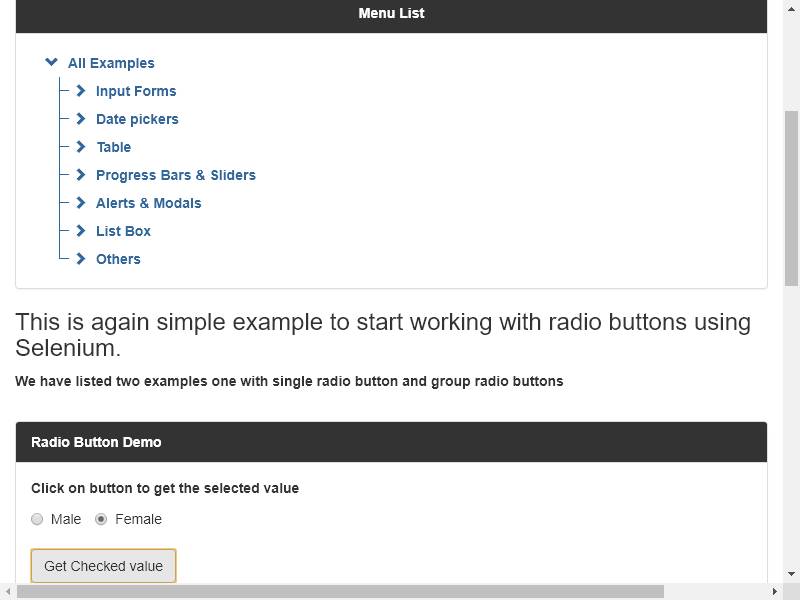 Menu List
All Examples
Input Forms
Date pickers
Table
Progress Bars & Sliders
Alerts & Modals
List Box
Others
This is again simple example to start working with radio buttons using
Selenium.
We have listed two examples one with single radio button and group radio buttons
Radio Button Demo
Click on button to get the selected value
Male Female
Get Checked value